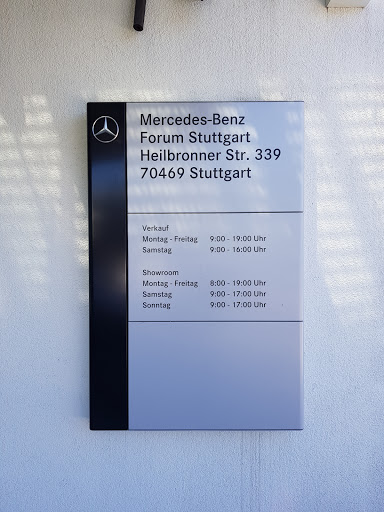 Mercedes-Benz
Forum Stuttgart
Heilbronner Str. 339
70469 Stuttgart
Verkauf
Montag - Freitag 9:00 - 19:00 Uhr
Samstag 9:00 - 16:00 Uhr
Showroom
Montag - Freitag 8:00 - 19:00 Uhr
Samstag 9:00 - 17:00 Uhr
Sonntag 9:00 - 17:00 Uhr